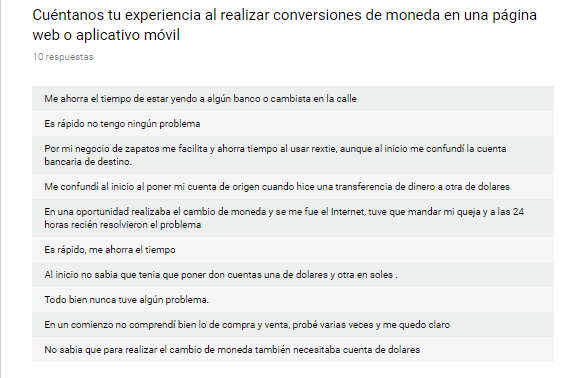 Cuéntanos tu experiencia al realizar conversiones de moneda en una página
web o aplicativo móvil
10 respuestas
Me ahorra el tiempo de estar yendo a algún banco o cambista en la calle
Es rápido no tengo ningún problema
Por mi negocio de zapatos me facilita y ahorra tiempo al usar rextie, aunque al inicio me confundí la cuenta
bancaria de destino.
Me confundí al inicio al poner mi cuenta de origen cuando hice una transferencia de dinero a otra de dolares
En una oportunidad realizaba el cambio de moneda y se me fue el Internet, tuve que mandar mi queja y a las 24
horas recién resolvieron el problema
Es rápido, me ahorra el tiempo
Al inicio no sabia que tenia que poner don cuentas una de dolares y otra en soles .
Todo bien nunca tuve algún problema.
En un comienzo no comprendí bien lo de compra y venta, probé varias veces y me quedo claro
No sabia que para realizar el cambio de moneda también necesitaba cuenta de dolares